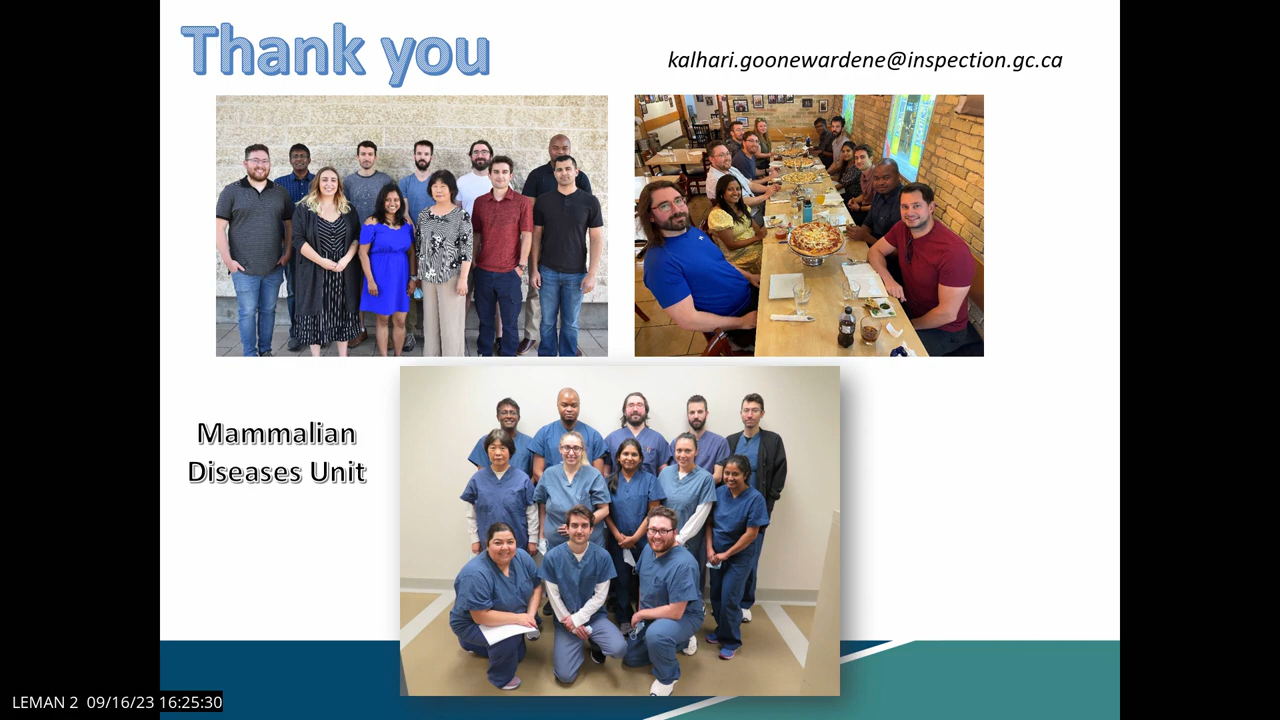 Thank you
kalhari.goonewardene@inspection.gc.ca
Mammalian
Diseases Unit
LEMAN 2 09/16/23 16:25:30